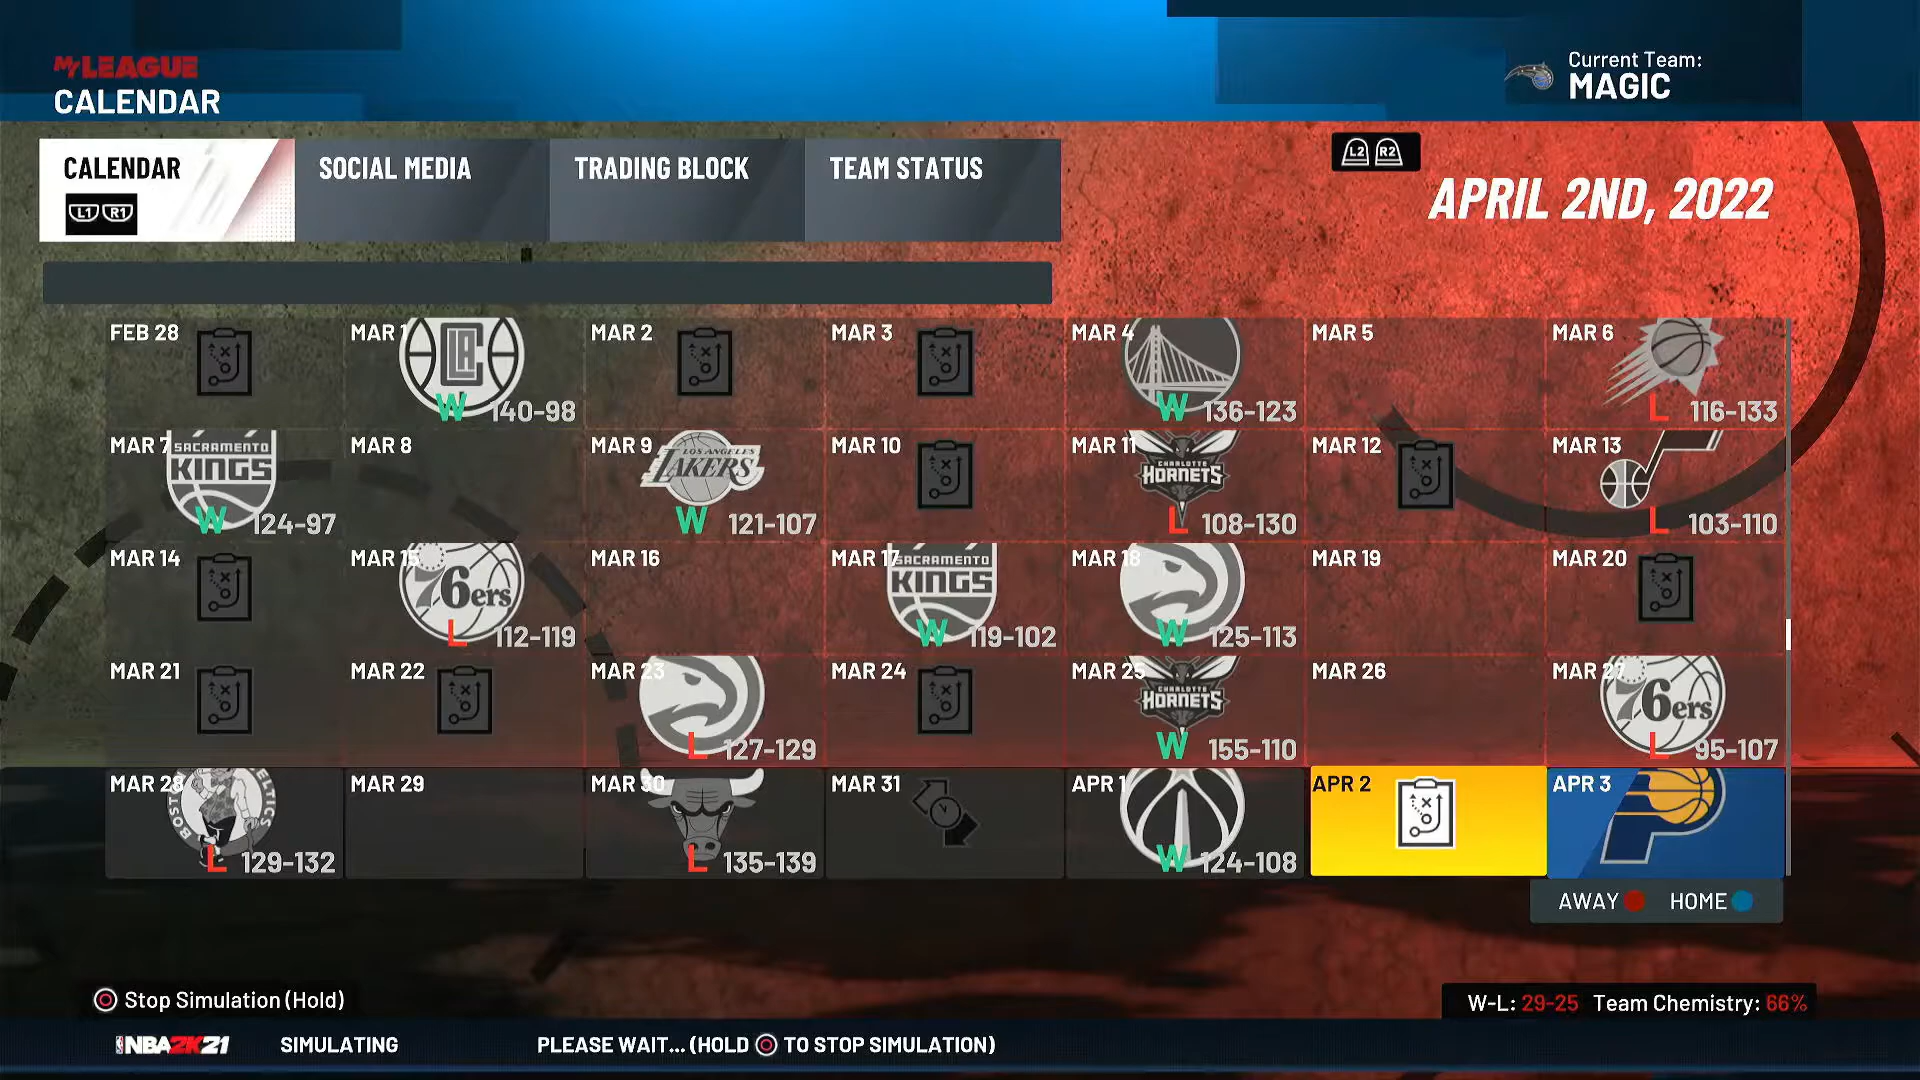 MyLEAGUE
CALENDAR
Current Team:
MAGIC
CALENDAR
L1 R1
SOCIAL MEDIA
TRADING BLOCK
TEAM STATUS
L2 R2
APRIL 2ND, 2022
FEB 28
MAR 1 LAC W 140-98
MAR 2
MAR 3
MAR 4 W 136-123
MAR 5
MAR 6 L 116-133
MAR 7 SACRAMENTO KINGS W 124-97
MAR 8
MAR 9 LOS ANGELES LAKERS W 121-107
MAR 10
MAR 11 CHARLOTTE HORNETS L 108-130
MAR 12
MAR 13 L 103-110
MAR 14
MAR 15 76ers L 112-119
MAR 16
MAR 17 SACRAMENTO KINGS W 119-102
MAR 18 W 125-113
MAR 19
MAR 20
MAR 21
MAR 22
MAR 23 L 127-129
MAR 24
MAR 25 CHARLOTTE HORNETS W 155-110
MAR 26
MAR 27 76ers L 95-107
MAR 28 L 129-132
MAR 29
MAR 30 L 135-139
MAR 31
APR 1 W 124-108
APR 2
APR 3
AWAY HOME
Stop Simulation (Hold)
W-L: 29-25 Team Chemistry: 66%
NBA2K21 SIMULATING PLEASE WAIT... (HOLD TO STOP SIMULATION)